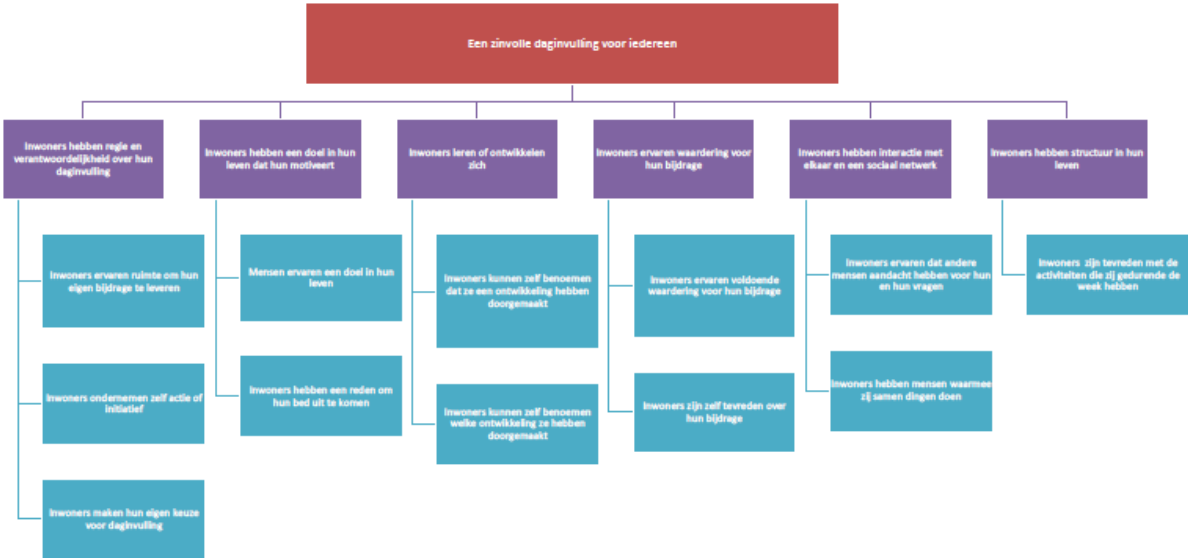 Een zinvolle daginvulling voor iedereen
Inwoners hebben regie en
verantwoordelijkheid over hun
daginvulling
Inwoners ervaren ruimte om hun
eigen bijdrage te leveren
Inwoners ondernemen zelf actie of
initiatief
Inwoners maken hun eigen keuze
voor daginvulling
Inwoners hebben een doel in hun
leven dat hun motiveert
Mensen ervaren een doel in hun
leven
Inwoners hebben een reden om
hun bed uit te komen
Inwoners leren of ontwikkelen
zich
Inwoners kunnen zelf benoemen
dat ze een ontwikkeling hebben
doorgemaakt
Inwoners kunnen zelf benoemen
welke ontwikkeling ze hebben
doorgemaakt
Inwoners ervaren waardering voor
hun bijdrage
Inwoners ervaren voldoende
waardering voor hun bijdrage
Inwoners zijn zelf tevreden over
hun bijdrage
Inwoners hebben interactie met
elkaar en een sociaal netwerk
Inwoners ervaren dat andere
mensen aandacht hebben voor hun
en hun vragen
Inwoners hebben mensen waarmee
zij samen dingen doen
Inwoners hebben structuur in hun
leven
Inwoners zijn tevreden met de
activiteiten die zij gedurende de
week hebben